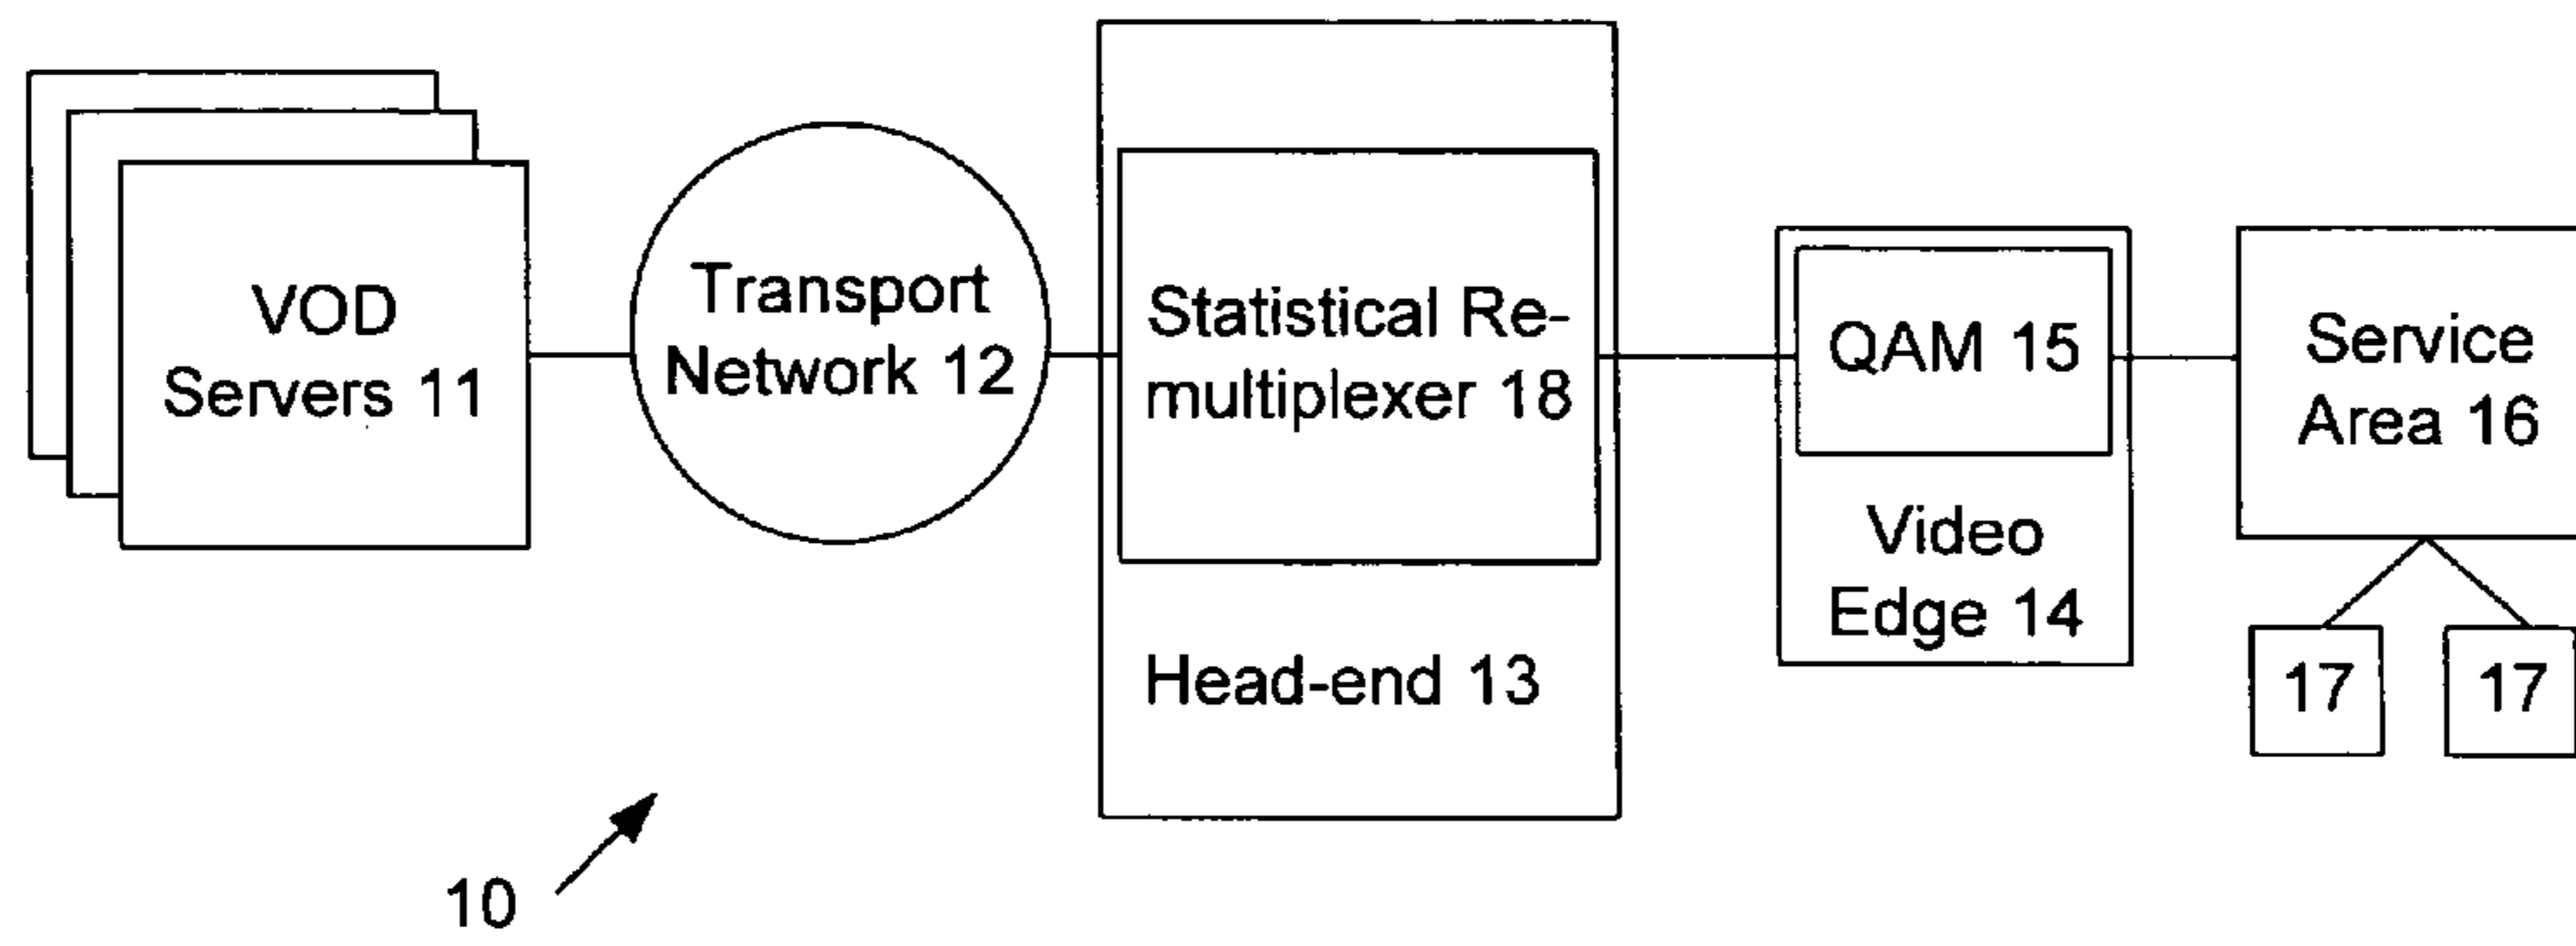 VOD
Servers 11
Transport
Network 12
Statistical Re-
multiplexer 18
Head-end 13
QAM 15
Video
Edge 14
Service
Area 16
17
17
10